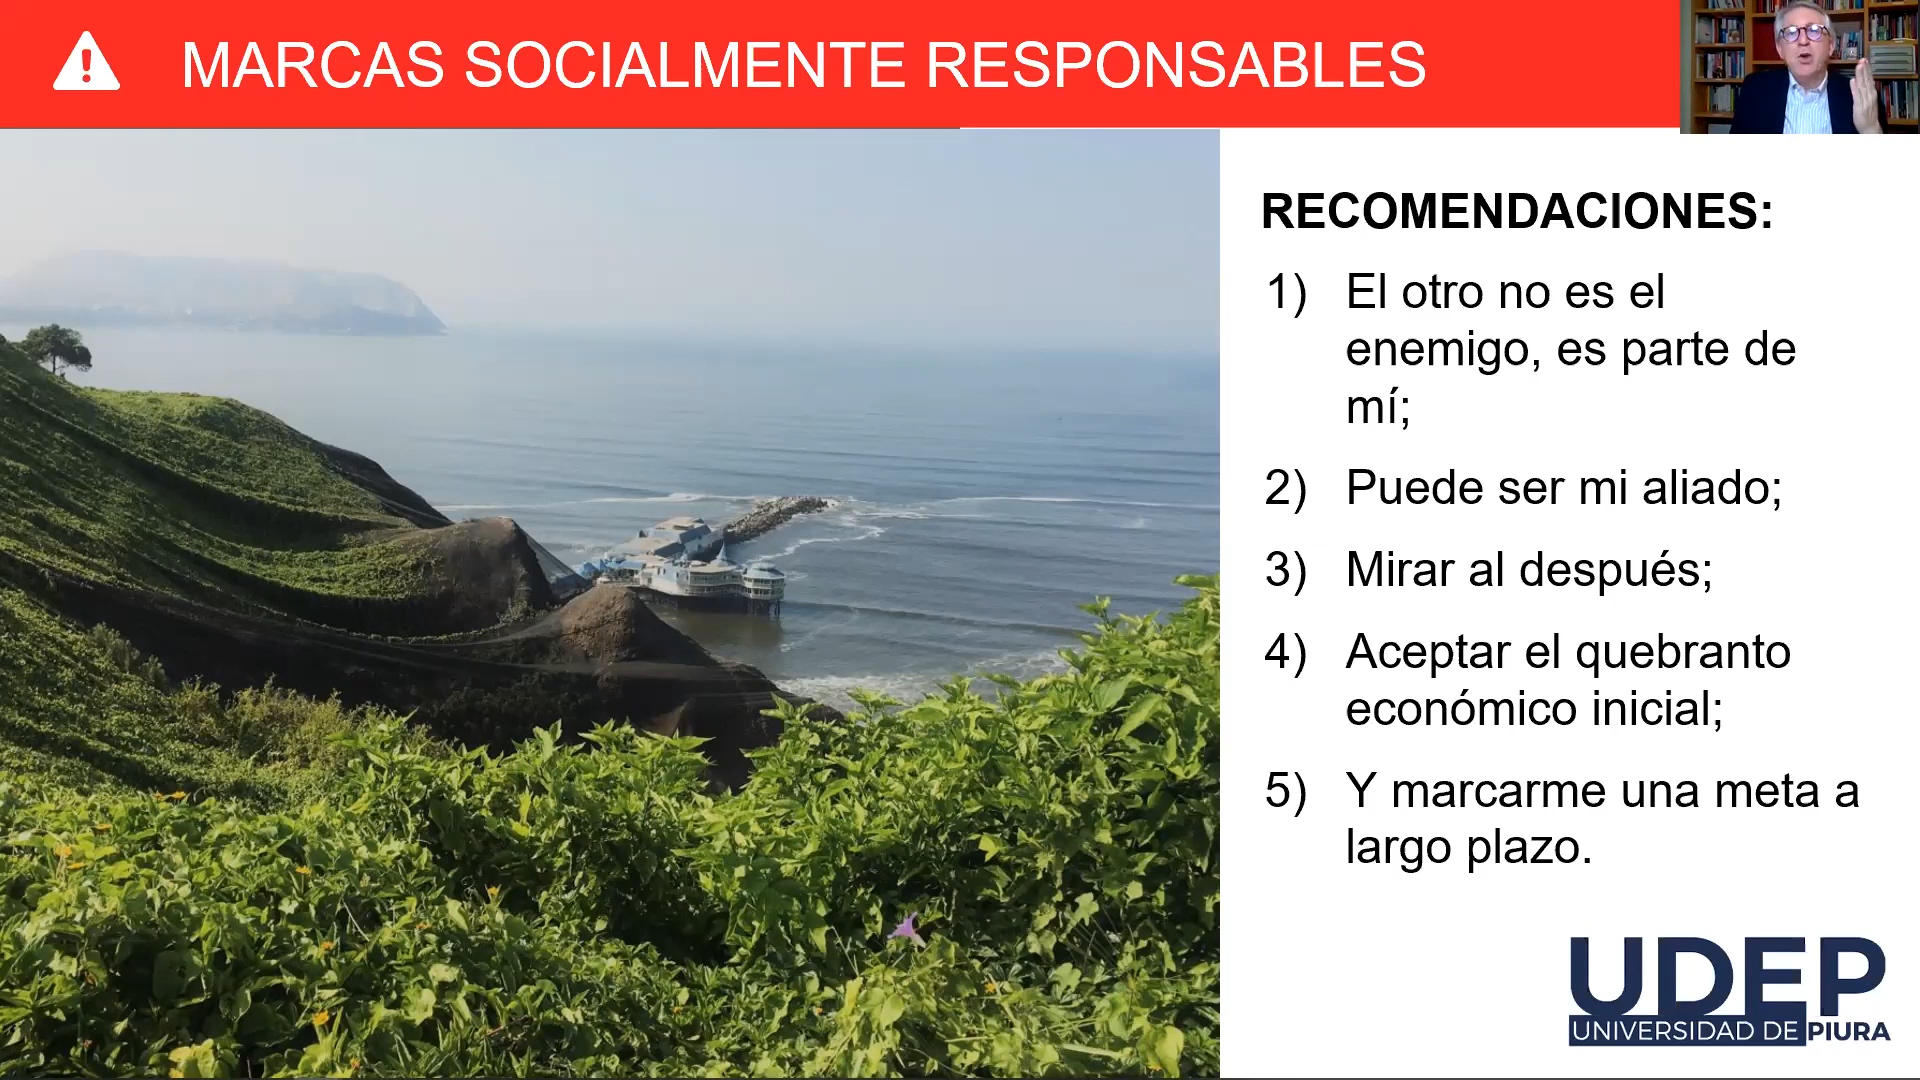 MARCAS SOCIALMENTE RESPONSABLES
RECOMENDACIONES:
1) El otro no es el
enemigo, es parte de
mí;
2) Puede ser mi aliado;
3) Mirar al después;
4) Aceptar el quebranto
económico inicial;
5) Y marcarme una meta a
largo plazo.
UDEP
UNIVERSIDAD DE PIURA